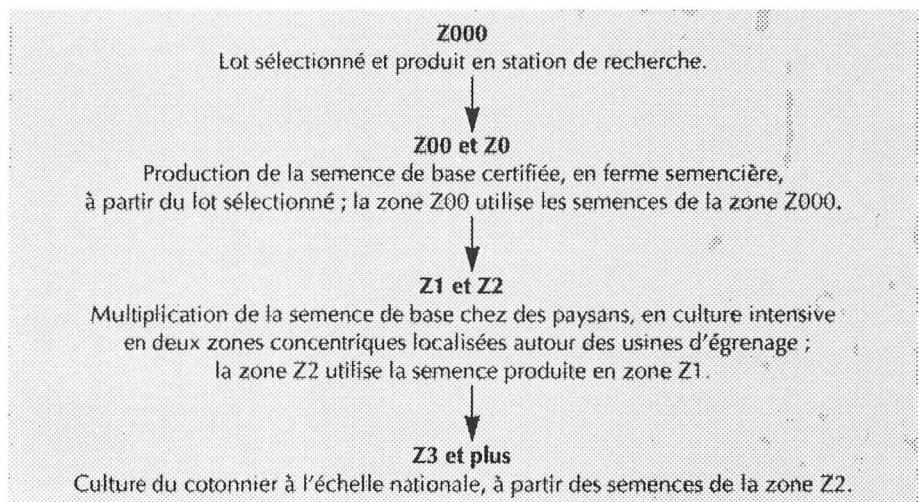 Z000
Lot sélectionné et produit en station de recherche.
Z00 et Z0
Production de la semence de base certifiée, en ferme semencière,
à partir du lot sélectionné ; la zone Z00 utilise les semences de la zone Z000.
Z1 et Z2
Multiplication de la semence de base chez des paysans, en culture intensive
en deux zones concentriques localisées autour des usines d'égrenage ;
la zone Z2 utilise la semence produite en zone Z1.
Z3 et plus
Culture du cotonnier à l'échelle nationale, à partir des semences de la zone Z2.